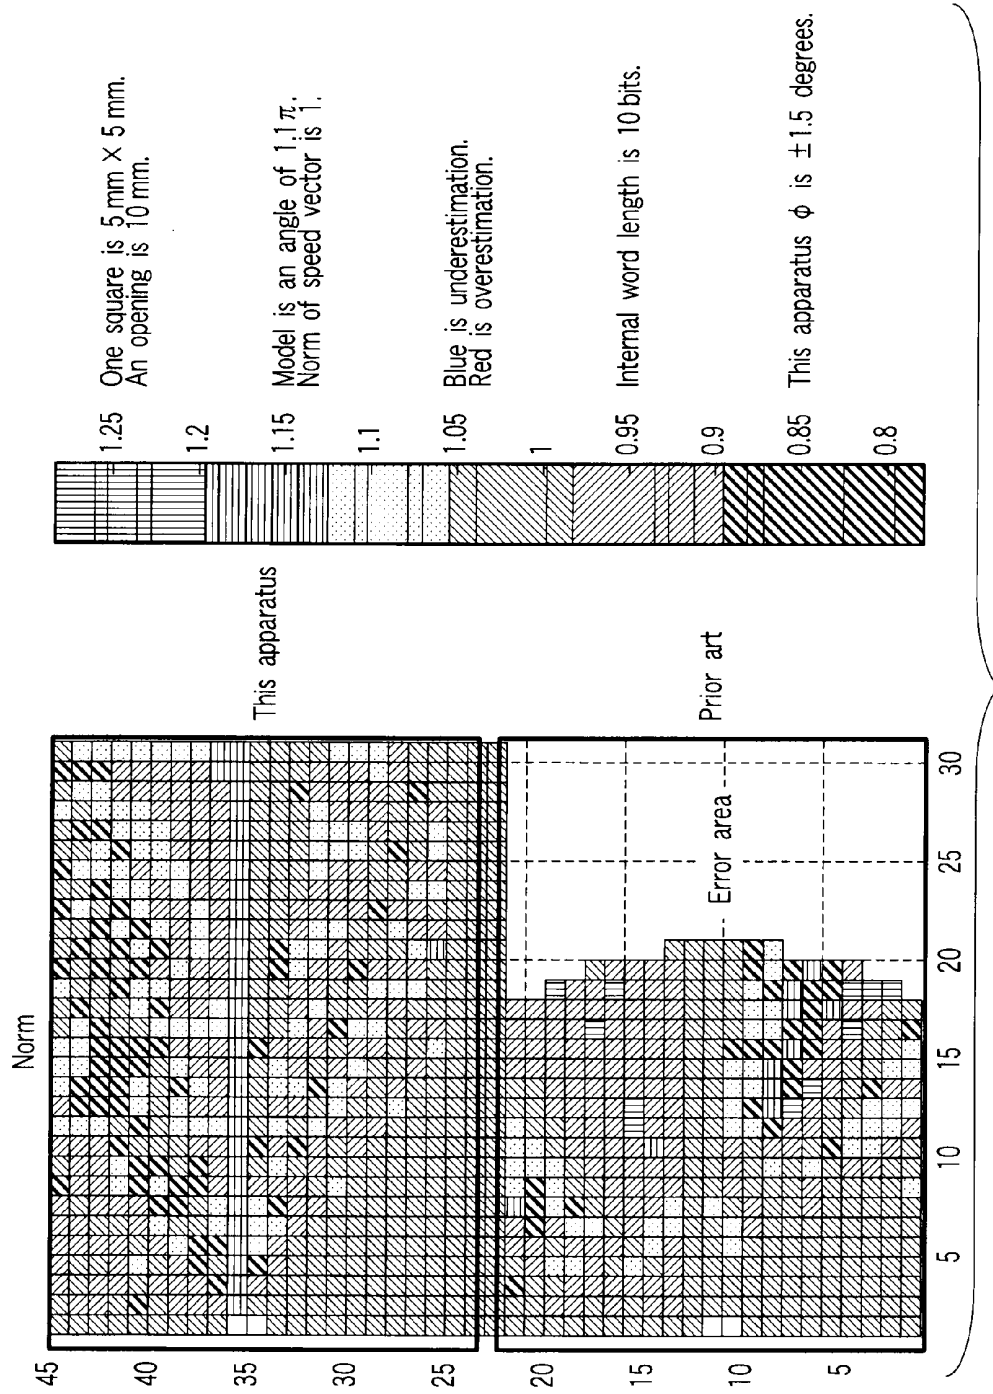 Norm
45
40
35
30
25
20
15
10
5
5
10
15
20
25
30
This apparatus
Prior art
Error area
1.25
1.2
1.15
1.1
1.05
1
0.95
0.9
0.85
0.8
One square is 5 mm X 5 mm.
An opening is 10 mm.
Model is an angle of 1.1 π.
Norm of speed vector is 1.
Blue is underestimation.
Red is overestimation.
Internal word length is 10 bits.
This apparatus ϕ is ±1.5 degrees.